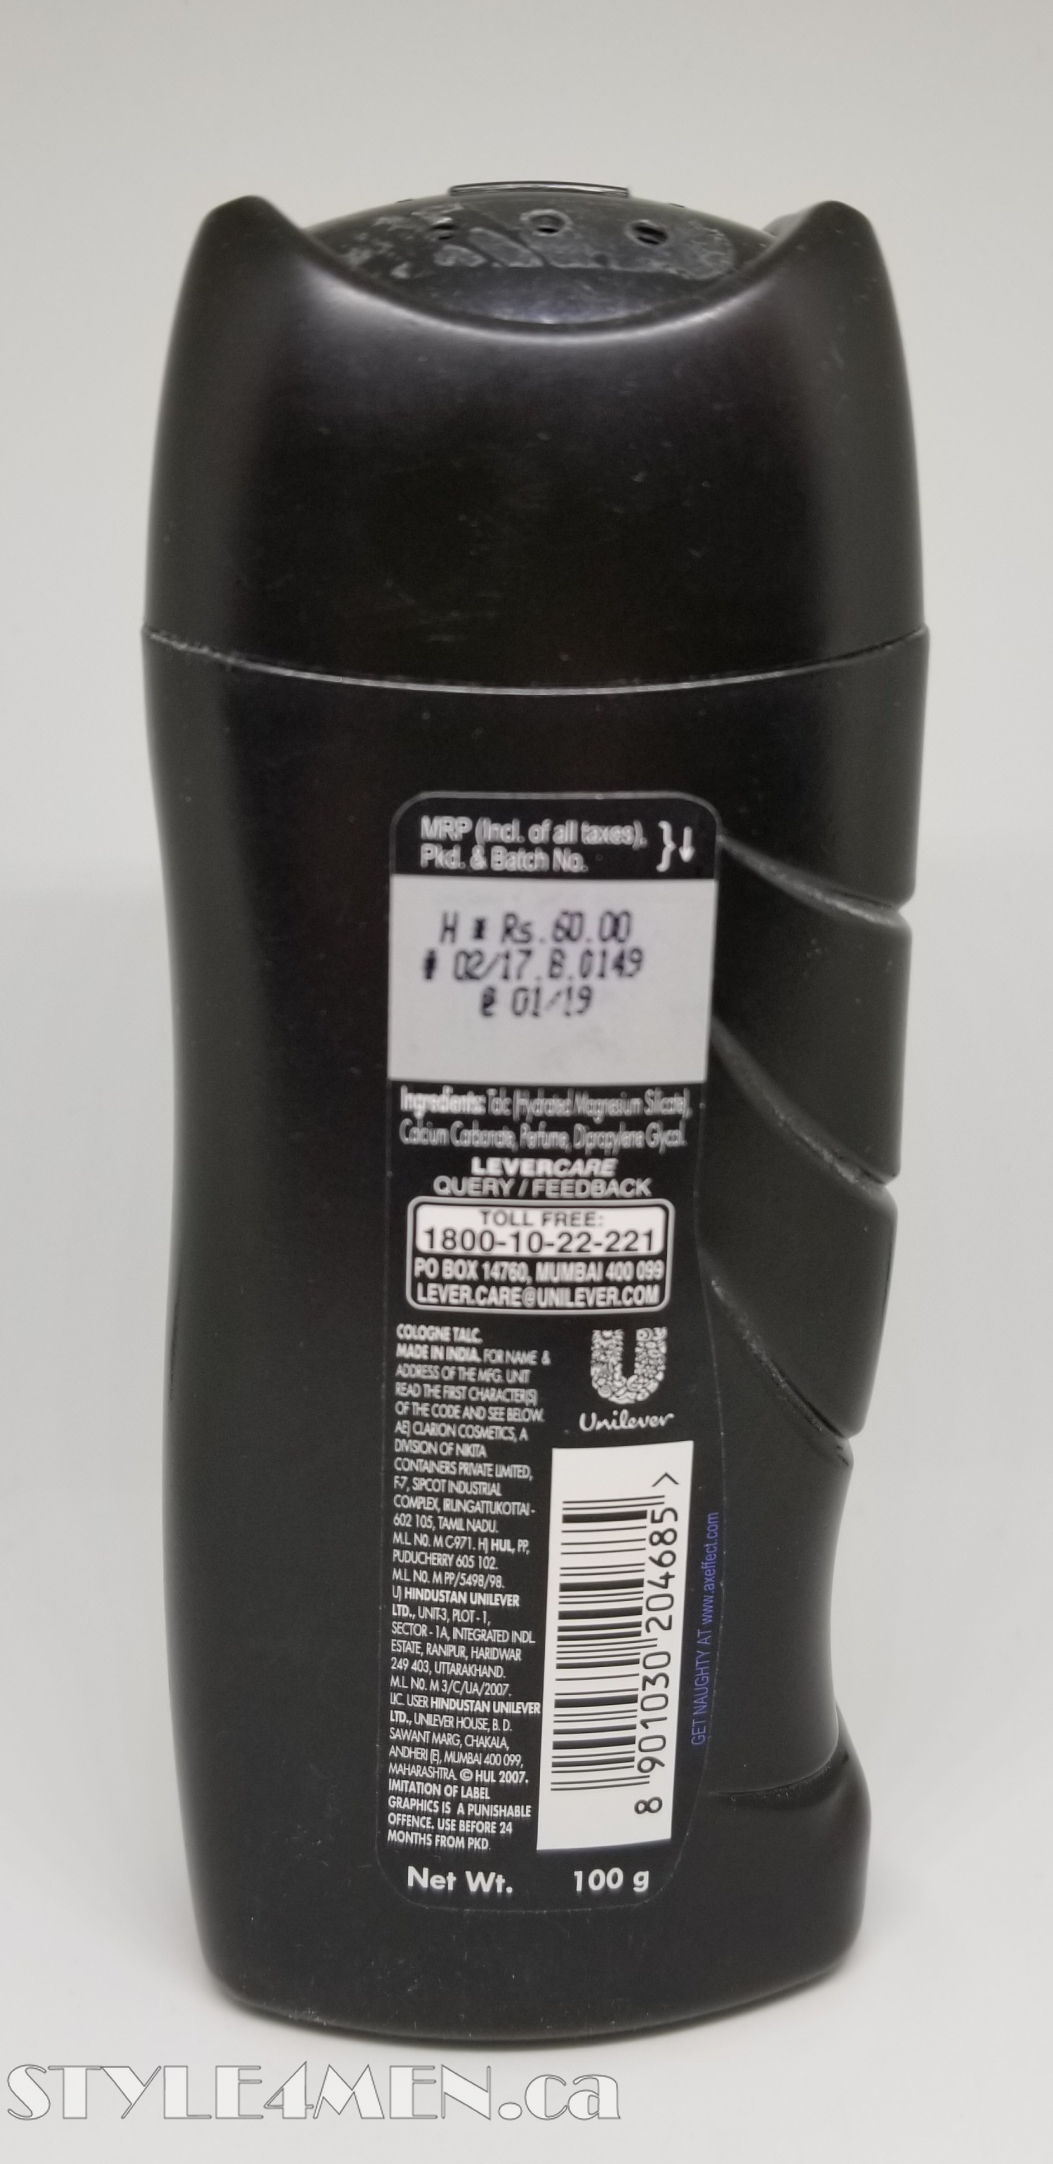 MRP (Incl. of all taxes).
Pkd. & Batch No.
H Rs.60.00
02/17 B.0149
@ 01/19
Ingredients: Talc (Hydrated Magnesium Silicate),
Calcium Carbonate, Perfume, Dipropylene Glycol.
LEVERCARE
QUERY / FEEDBACK
TOLL FREE:
1800-10-22-221
PO BOX 14760, MUMBAI 400 099
LEVER.CARE@UNILEVER.COM
COLOGNE TALC.
MADE IN INDIA. FOR NAME &
ADDRESS OF THE MFG. UNIT
READ THE FIRST CHARACTER(S)
OF THE CODE AND SEE BELOW.
AE) CLARION COSMETICS, A
DIVISION OF NIKITA
CONTAINERS PRIVATE LIMITED,
F-7, SIPCOT INDUSTRIAL
COMPLEX, IRUNGATTUKOTTAI -
602 105, TAMIL NADU.
M.L NO. M C-971. H) HUL, PP,
PUDUCHERRY 605 102.
M.L NO. M PP/5498/98.
U) HINDUSTAN UNILEVER
LTD., UNIT-3, PLOT - 1,
SECTOR - 1A, INTEGRATED INDL
ESTATE, RANIPUR, HARIDWAR
249 403, UTTARAKHAND.
M.L NO. M 3/C/UA/2007.
LIC. USER HINDUSTAN UNILEVER
LTD., UNILEVER HOUSE, B. D.
SAWANT MARG, CHAKALA,
ANDHERI (E), MUMBAI 400 099,
MAHARASHTRA. © HUL 2007.
IMITATION OF LABEL
GRAPHICS IS A PUNISHABLE
OFFENCE. USE BEFORE 24
MONTHS FROM PKD.
Unilever
8 901030 204685 >
GET NAUGHTY AT www.axeffect.com
Net Wt. 100 g
STYLE4MEN.ca